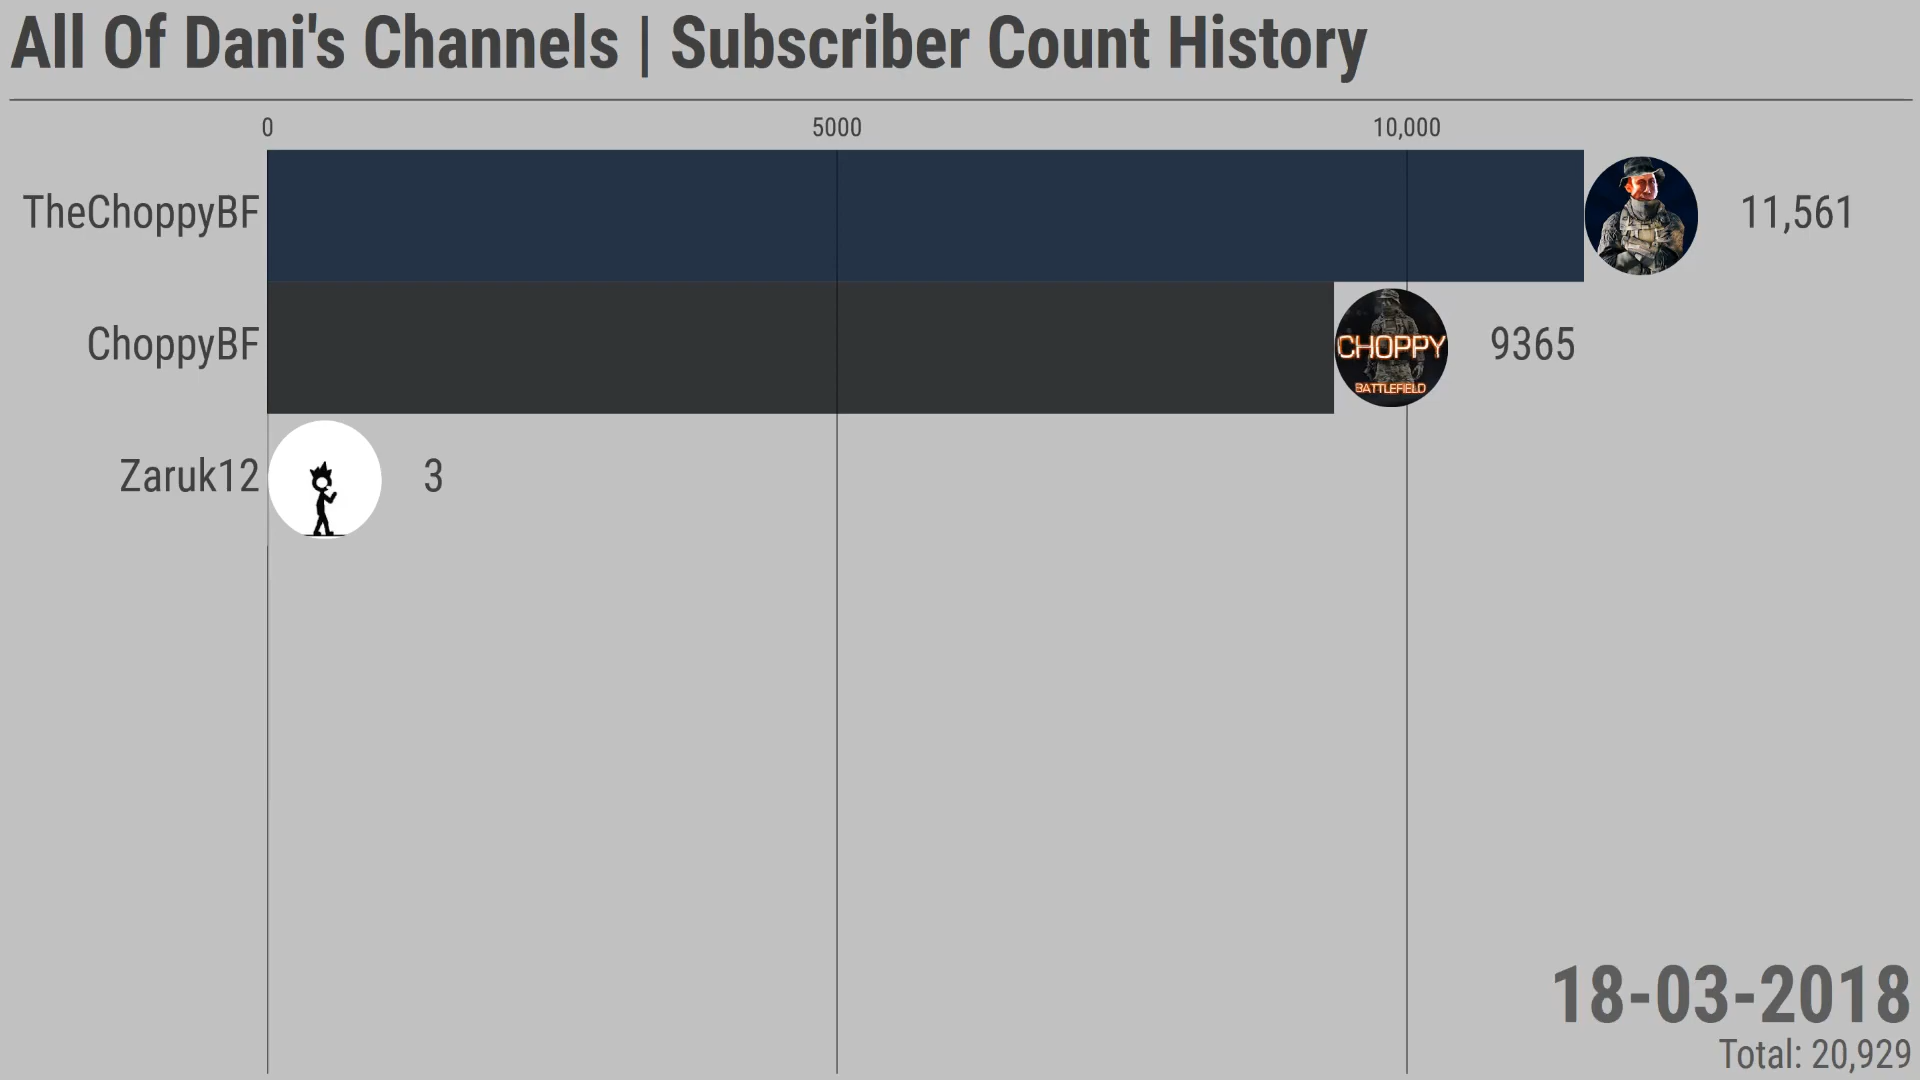 All Of Dani's Channels | Subscriber Count History
0 5000 10,000
TheChoppyBF 11,561
ChoppyBF CHOPPY BATTLEFIELD 9365
Zaruk12 3
18-03-2018
Total: 20,929